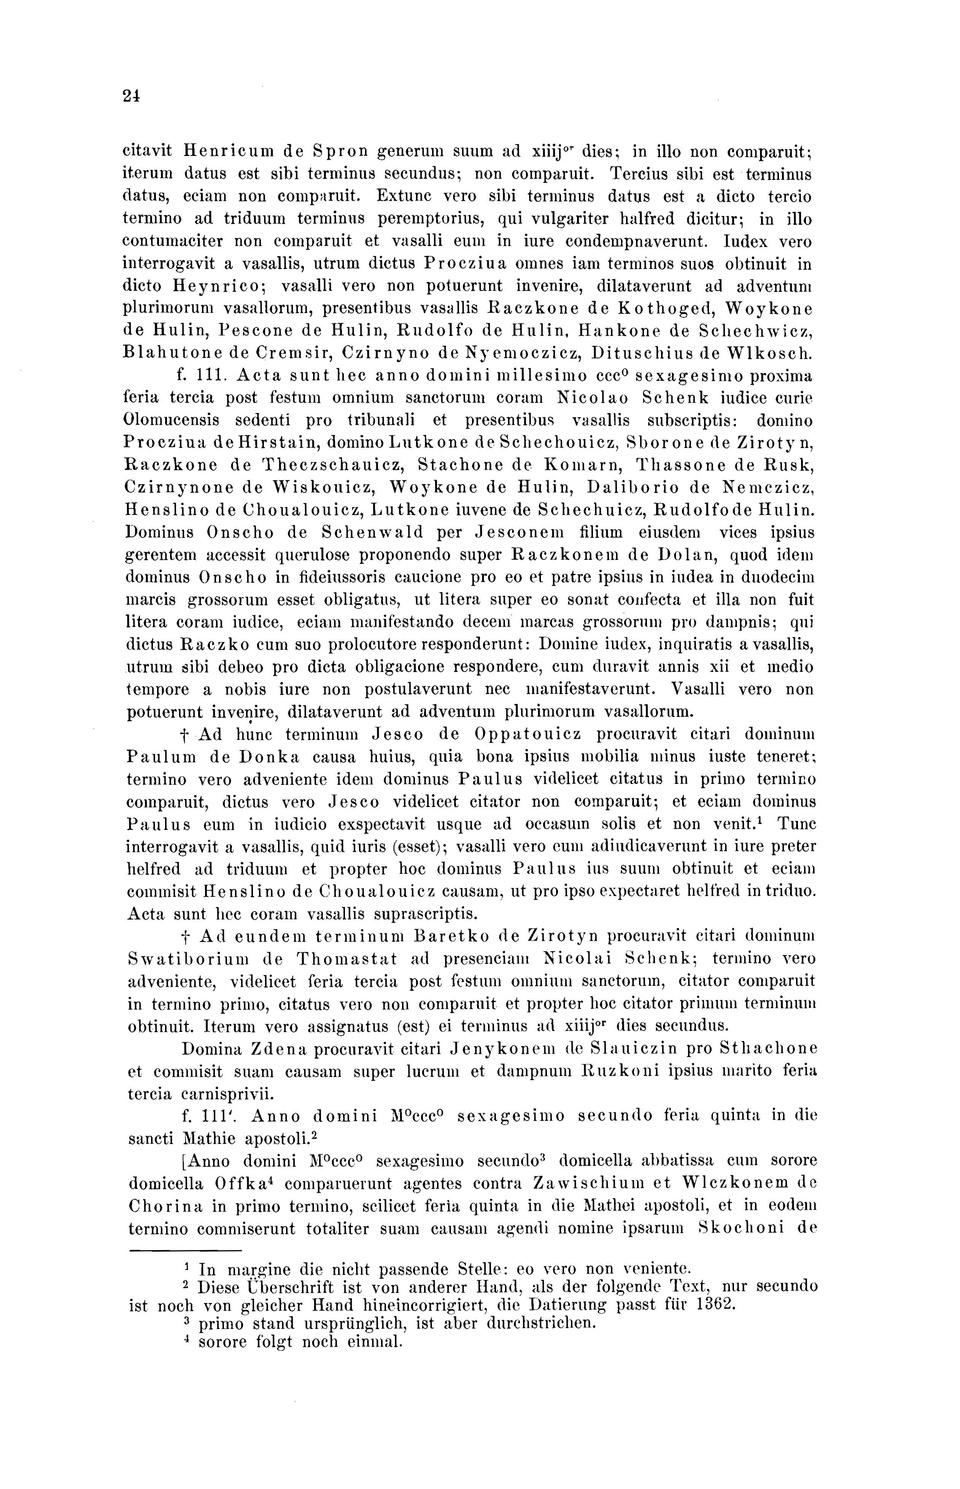 24
citavit Henricum de Spron generum suum ad xiiijor dies; in illo non comparuit;
iterum datus est sibi terminus secundus; non comparuit. Tercius sibi est terminus
datus, eciam non comparuit. Extunc vero sibi terminus datus est a dicto tercio
termino ad triduum terminus peremptorius, qui vulgariter halfred dicitur; in illo
contumaciter non comparuit et vasalli eum in iure condempnaverunt. Iudex vero
interrogavit a vasallis, utrum dictus Procziua omnes iam terminos suos obtinuit in
dicto Heynrico; vasalli vero non potuerunt invenire, dilataverunt ad adventum
plurimorum vasallorum, presentibus vasallis Raczkone de Kothoged, Woykone
de Hulin, Pescone de Hulin, Rudolfo de Hulin, Hankone de Schechwicz,
Blahutone de Cremsir, Czirnyno de Nyemoczicz, Dituschius de Wlkosch.
f. 111. Acta sunt hec anno domini millesimo ccc⁰ sexagesimo proxima
feria tercia post festum omnium sanctorum coram Nicolao Schenk iudice curie
Olomucensis sedenti pro tribunali et presentibus vasallis subscriptis: domino
Procziua de Hirstain, domino Lutkone de Schechouicz, Sborone de Zirotyn,
Raczkone de Theczschauicz, Stachone de Komarn, Thassone de Rusk,
Czirnynone de Wiskouicz, Woykone de Hulin, Daliborio de Nemczicz,
Henslino de Choualouicz, Lutkone iuvene de Schechuicz, Rudolfo de Hulin.
Dominus Onscho de Schenwald per Jesconem filium eiusdem vices ipsius
gerentem accessit querulose proponendo super Raczkonem de Dolan, quod idem
dominus Onscho in fideiussoris caucione pro eo et patre ipsius in iudea in duodecim
marcis grossorum esset obligatus, ut litera super eo sonat confecta et illa non fuit
litera coram iudice, eciam manifestando decem marcas grossorum pro dampnis; qui
dictus Raczko cum suo prolocutore responderunt: Domine iudex, inquiratis a vasallis,
utrum sibi debeo pro dicta obligacione respondere, cum duravit annis xii et medio
tempore a nobis iure non postulaverunt nec manifestaverunt. Vasalli vero non
potuerunt invenire, dilataverunt ad adventum plurimorum vasallorum.
† Ad hunc terminum Jesco de Oppatouicz procuravit citari dominum
Paulum de Donka causa huius, quia bona ipsius mobilia minus iuste teneret;
termino vero adveniente idem dominus Paulus videlicet citatus in primo termino
comparuit, dictus vero Jesco videlicet citator non comparuit; et eciam dominus
Paulus eum in iudicio exspectavit usque ad occasum solis et non venit.¹ Tunc
interrogavit a vasallis, quid iuris (esset); vasalli vero eum adiudicaverunt in iure preter
helfred ad triduum et propter hoc dominus Paulus ius suum obtinuit et eciam
commisit Henslino de Choualouicz causam, ut pro ipso expectaret helfred in triduo.
Acta sunt hec coram vasallis suprascriptis.
† Ad eundem terminum Baretko de Zirotyn procuravit citari dominum
Swatiborium de Thomastat ad presenciam Nicolai Schenk; termino vero
adveniente, videlicet feria tercia post festum omnium sanctorum, citator comparuit
in termino primo, citatus vero non comparuit et propter hoc citator primum terminum
obtinuit. Iterum vero assignatus (est) ei terminus ad xiiijor dies secundus.
Domina Zdena procuravit citari Jenykonem de Slauiczin pro Sthachone
et commisit suam causam super lucrum et dampnum Ruzkoni ipsius marito feria
tercia carnisprivii.
f. 111'. Anno domini M⁰ccc⁰ sexagesimo secundo feria quinta in die
sancti Mathie apostoli.²
[Anno domini M⁰ccc⁰ sexagesimo secundo³ domicella abbatissa cum sorore
domicella Offka⁴ comparuerunt agentes contra Zawischium et Wlczkonem de
Chorina in primo termino, scilicet feria quinta in die Mathei apostoli, et in eodem
termino commiserunt totaliter suam causam agendi nomine ipsarum Skochoni de
¹ In margine die nicht passende Stelle: eo vero non veniente.
² Diese Überschrift ist von anderer Hand, als der folgende Text, nur secundo
ist noch von gleicher Hand hineincorrigiert, die Datierung passt für 1362.
³ primo stand ursprünglich, ist aber durchstrichen.
⁴ sorore folgt noch einmal.